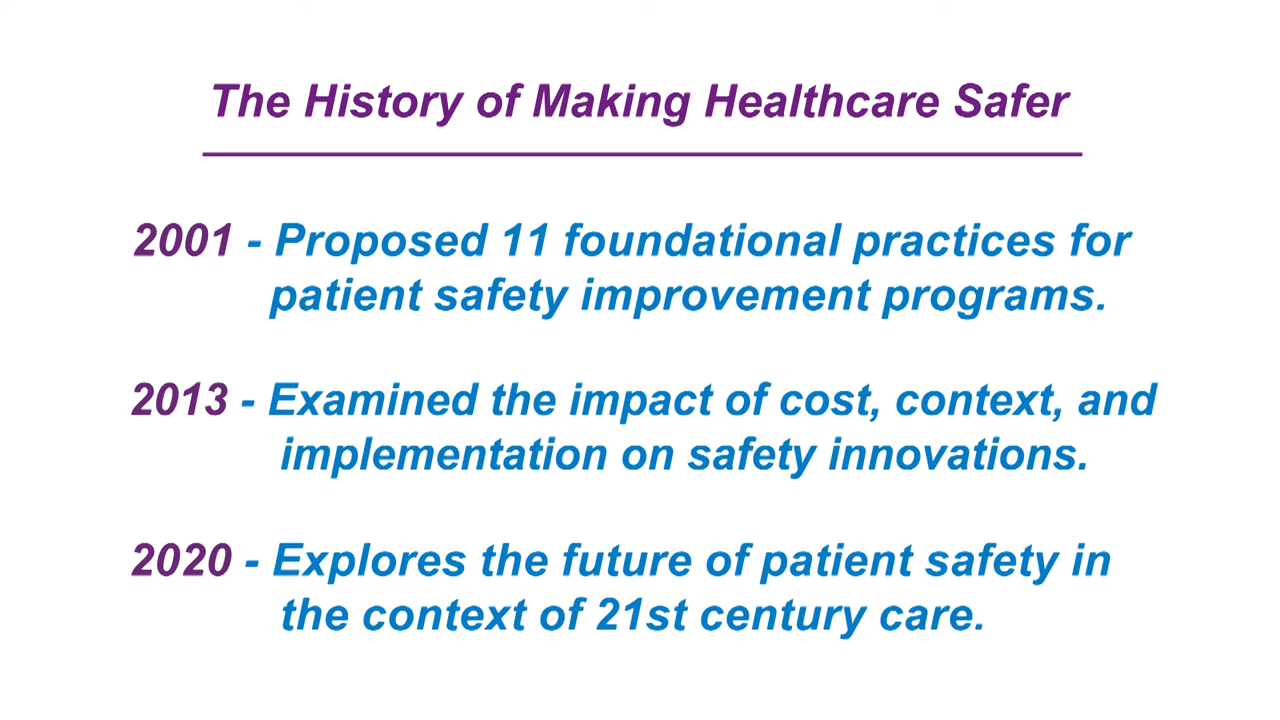 The History of Making Healthcare Safer
2001 - Proposed 11 foundational practices for
patient safety improvement programs.
2013 - Examined the impact of cost, context, and
implementation on safety innovations.
2020 - Explores the future of patient safety in
the context of 21st century care.